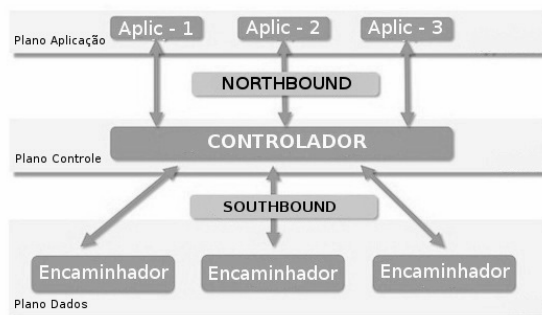 Aplic - 1 Aplic - 2 Aplic - 3
Plano Aplicação
NORTHBOUND
CONTROLADOR
Plano Controle
SOUTHBOUND
Encaminhador Encaminhador Encaminhador
Plano Dados